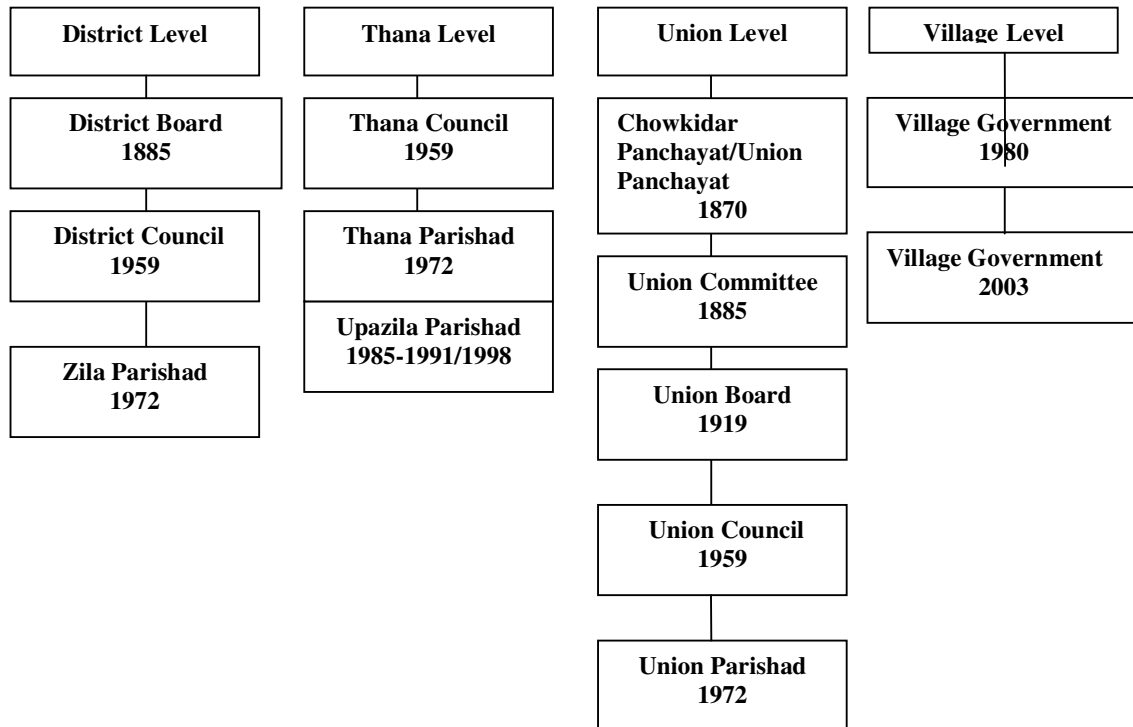 District Level
District Board
1885
District Council
1959
Zila Parishad
1972
Thana Level
Thana Council
1959
Thana Parishad
1972
Upazila Parishad
1985-1991/1998
Union Level
Chowkidar
Panchayat/Union
Panchayat
1870
Union Committee
1885
Union Board
1919
Union Council
1959
Union Parishad
1972
Village Level
Village Government
1980
Village Government
2003